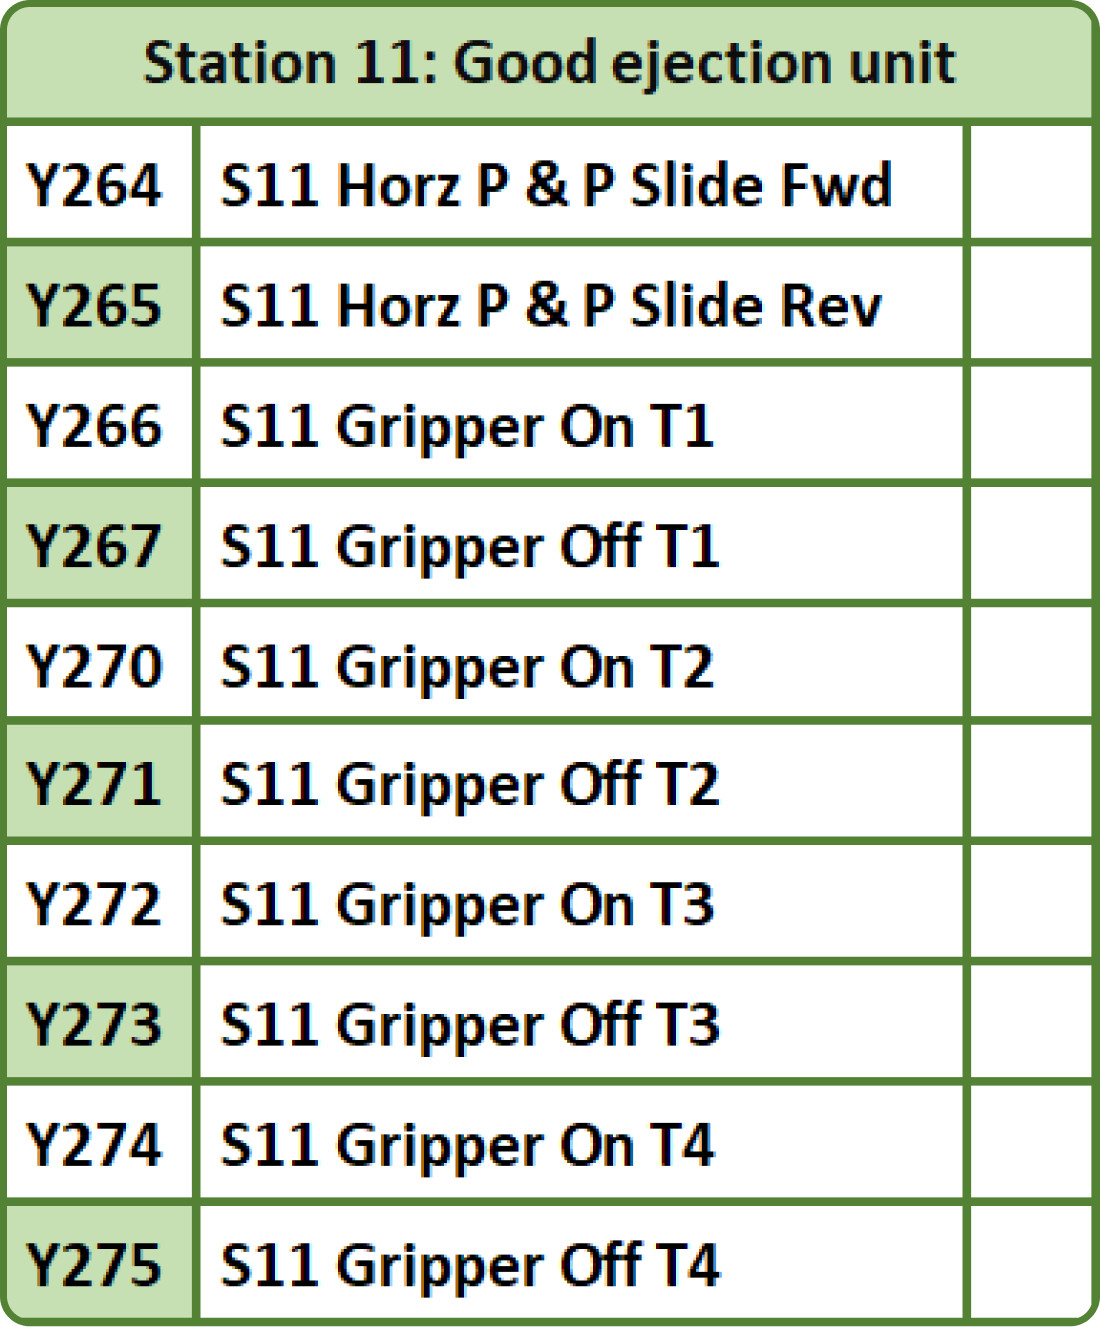 Station 11: Good ejection unit
Y264 S11 Horz P & P Slide Fwd
Y265 S11 Horz P & P Slide Rev
Y266 S11 Gripper On T1
Y267 S11 Gripper Off T1
Y270 S11 Gripper On T2
Y271 S11 Gripper Off T2
Y272 S11 Gripper On T3
Y273 S11 Gripper Off T3
Y274 S11 Gripper On T4
Y275 S11 Gripper Off T4